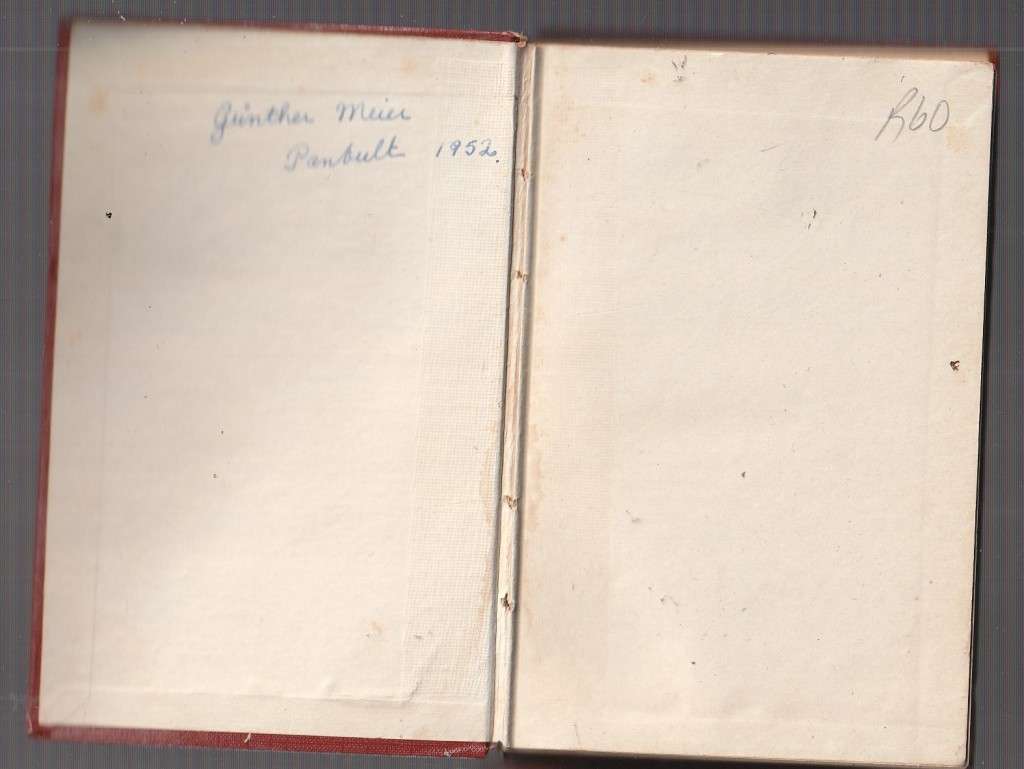 Günther Meier
Panbult 1952.
R60